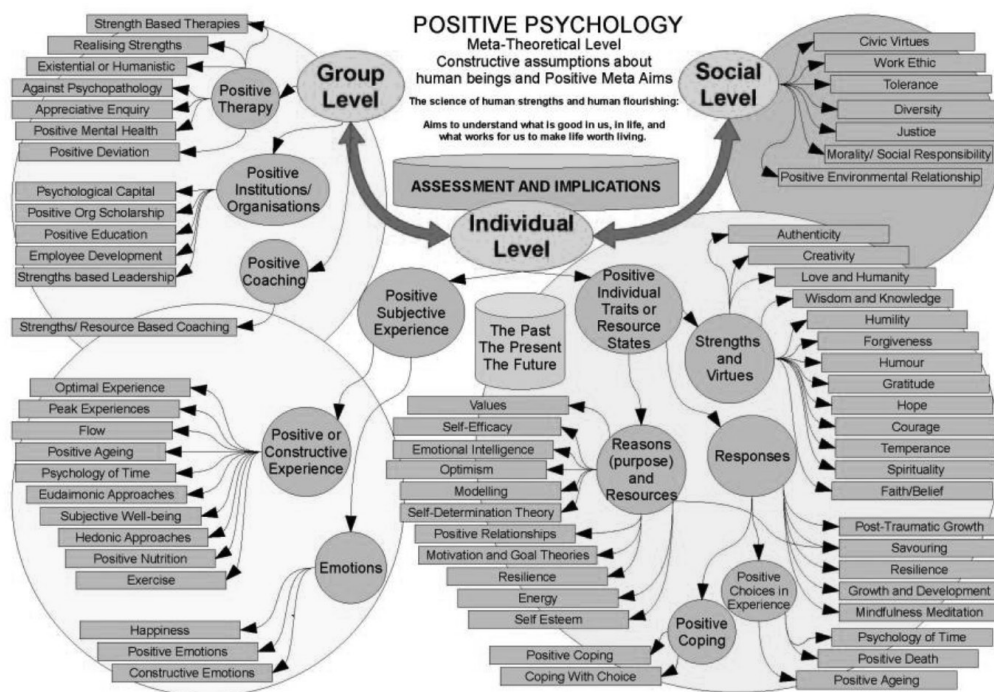 POSITIVE PSYCHOLOGY
Meta-Theoretical Level
Constructive assumptions about
human beings and Positive Meta Aims
The science of human strengths and human flourishing:
Aims to understand what is good in us, in life, and
what works for us to make life worth living.
ASSESSMENT AND IMPLICATIONS
Group
Level
Social
Level
Individual
Level
Strength Based Therapies
Realising Strengths
Existential or Humanistic
Against Psychopathology
Appreciative Enquiry
Positive Mental Health
Positive Deviation
Positive
Therapy
Psychological Capital
Positive Org Scholarship
Positive Education
Employee Development
Strengths based Leadership
Positive
Institutions/
Organisations
Positive
Coaching
Strengths/ Resource Based Coaching
Civic Virtues
Work Ethic
Tolerance
Diversity
Justice
Morality/ Social Responsibility
Positive Environmental Relationship
Positive
Subjective
Experience
The Past
The Present
The Future
Positive
Individual
Traits or
Resource
States
Strengths
and
Virtues
Authenticity
Creativity
Love and Humanity
Wisdom and Knowledge
Humility
Forgiveness
Humour
Gratitude
Hope
Courage
Temperance
Spirituality
Faith/Belief
Optimal Experience
Peak Experiences
Flow
Positive Ageing
Psychology of Time
Eudaimonic Approaches
Subjective Well-being
Hedonic Approaches
Positive Nutrition
Exercise
Positive or
Constructive
Experience
Emotions
Happiness
Positive Emotions
Constructive Emotions
Values
Self-Efficacy
Emotional Intelligence
Optimism
Modelling
Self-Determination Theory
Positive Relationships
Motivation and Goal Theories
Resilience
Energy
Self Esteem
Reasons
(purpose) and
Resources
Responses
Post-Traumatic Growth
Savouring
Resilience
Growth and Development
Mindfulness Meditation
Positive
Choices in
Experience
Psychology of Time
Positive Death
Positive Ageing
Positive
Coping
Positive Coping
Coping With Choice